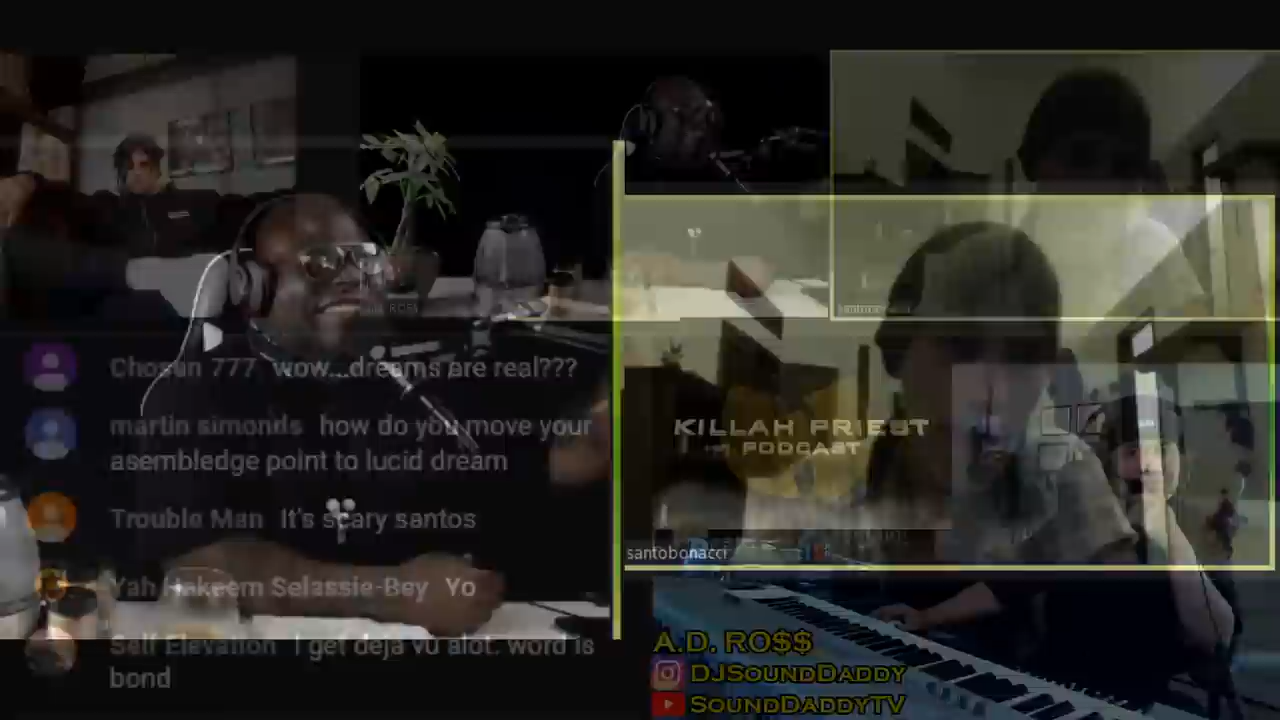 Chosen 777 wow...dreams are real???
martin simonds how do you move your
asembledge point to lucid dream
Trouble Man It's scary santos
Yah Hakeem Selassie-Bey Yo
Self Elevation I get deja vu alot. word is
bond
KILLAH PRIEST
PODCAST
santobonacci
A.D. RO$$
DJSoundDaddy
SoundDaddyTV